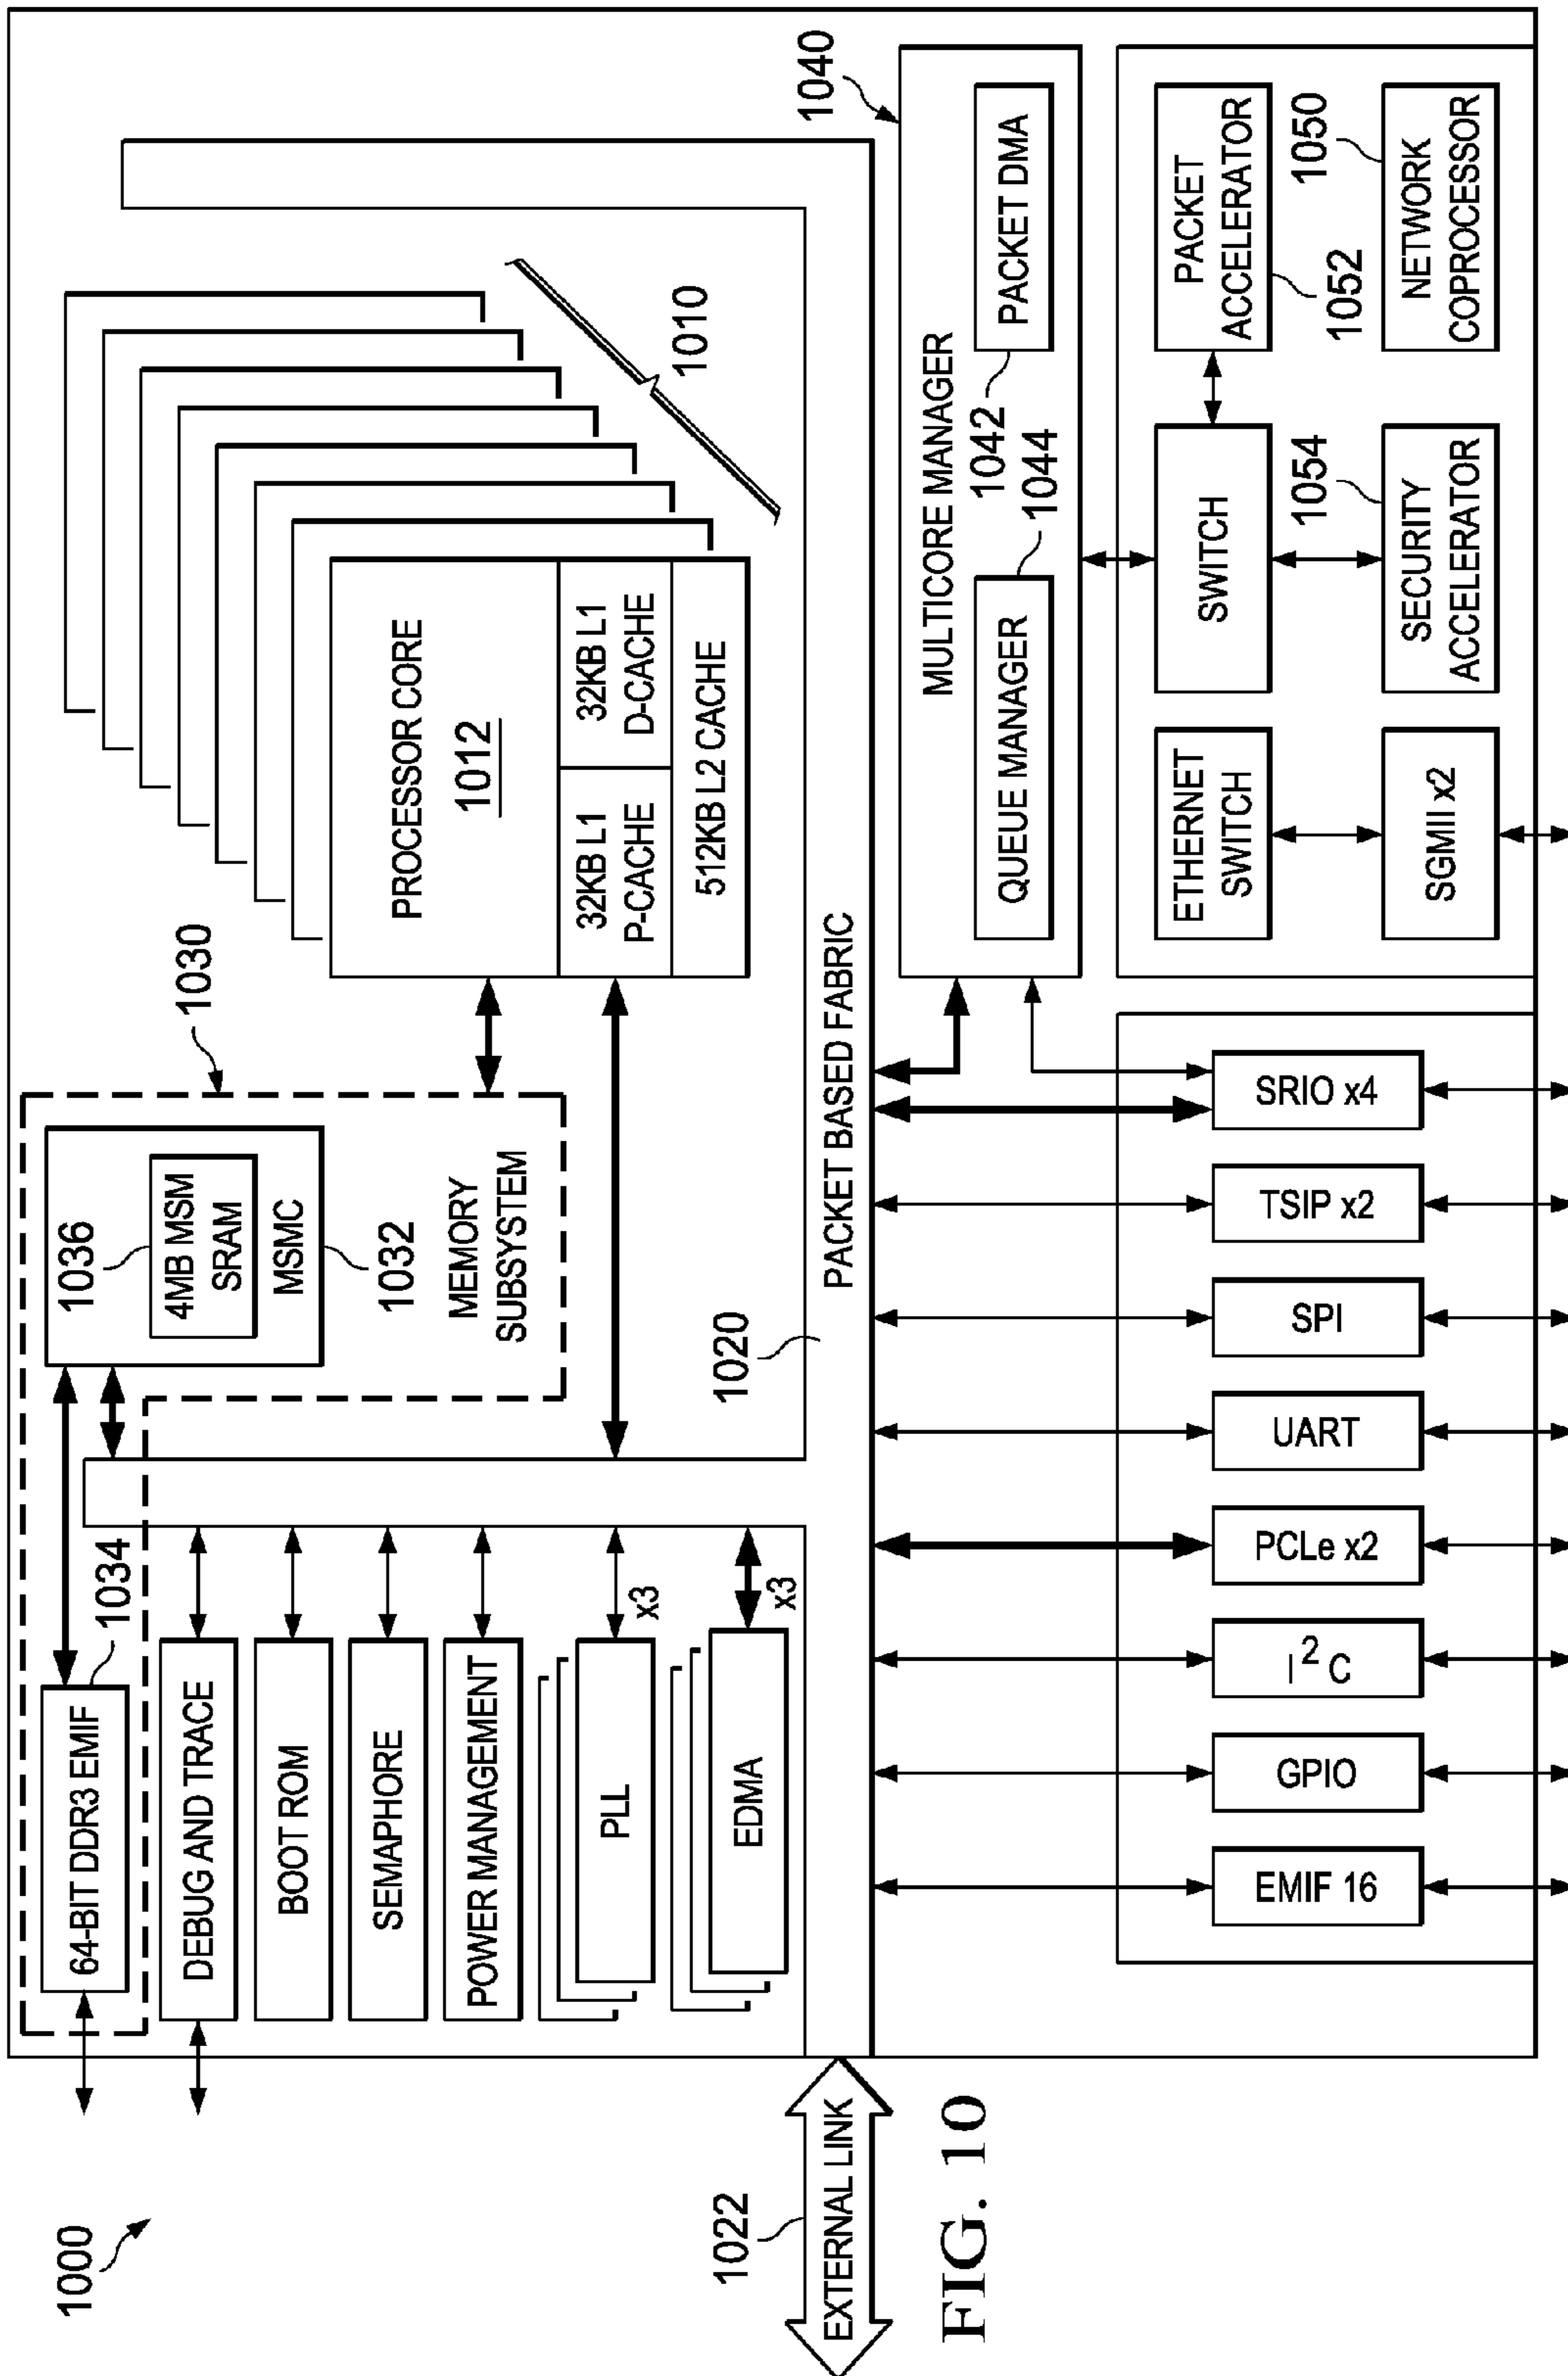 1000
64-BIT DDR3 EMIF
1034
1036
4MB MSM
SRAM
MSMC
1032
MEMORY
SUBSYSTEM
1030
DEBUG AND TRACE
BOOT ROM
SEMAPHORE
POWER MANAGEMENT
PLL
x3
EDMA
x3
PROCESSOR CORE
1012
32KB L1
P-CACHE
32KB L1
D-CACHE
512KB L2 CACHE
1010
1020
PACKET BASED FABRIC
1022
EXTERNAL LINK
1040
MULTICORE MANAGER
QUEUE MANAGER
1044
1042
PACKET DMA
EMIF 16
GPIO
I2 C
PCLe x2
UART
SPI
TSIP x2
SRIO x4
ETHERNET
SWITCH
SWITCH
PACKET
ACCELERATOR
1052
SGMII x2
1054
SECURITY
ACCELERATOR
1050
NETWORK
COPROCESSOR
FIG. 10